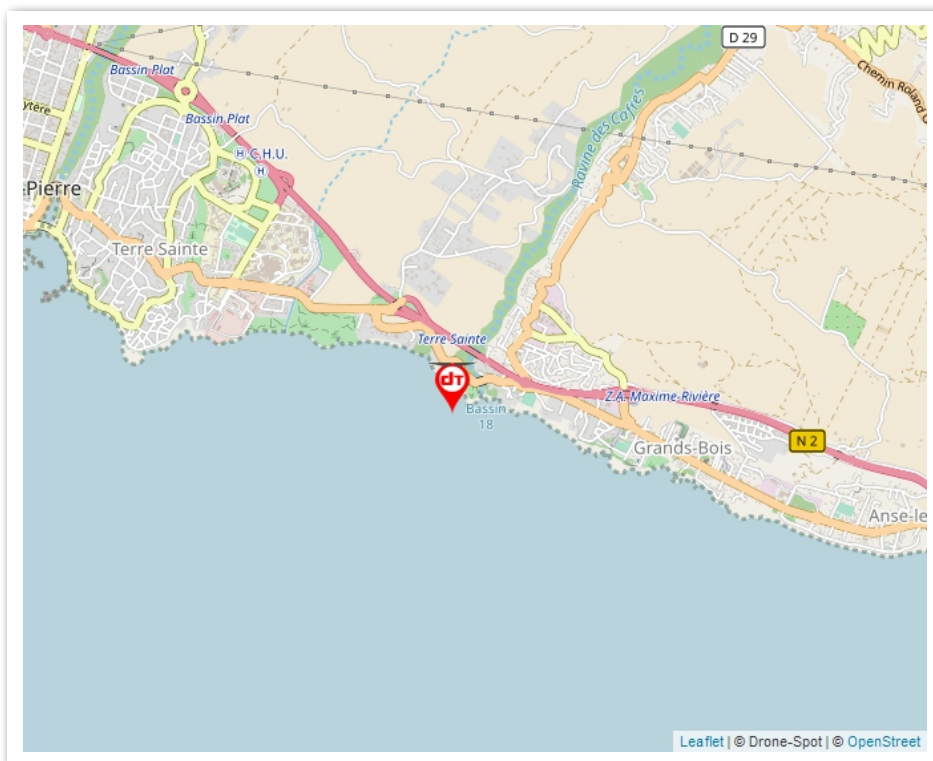 D 29
Bassin Plat
Chemin Roland
ytère
Bassin Plat
Ravine des Cafres
H C.H.U.
H
Pierre
Terre Sainte
Terre Sainte
dT
Z.A. Maxime-Rivière
Bassin
18
N 2
Grands-Bois
Anse-le
Leaflet | © Drone-Spot | © OpenStreet